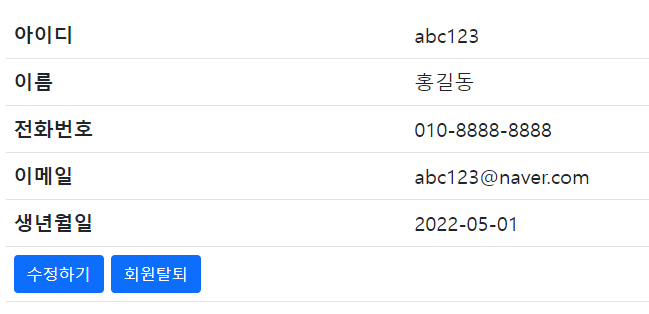 아이디 abc123
이름 홍길동
전화번호 010-8888-8888
이메일 abc123@naver.com
생년월일 2022-05-01
수정하기 회원탈퇴